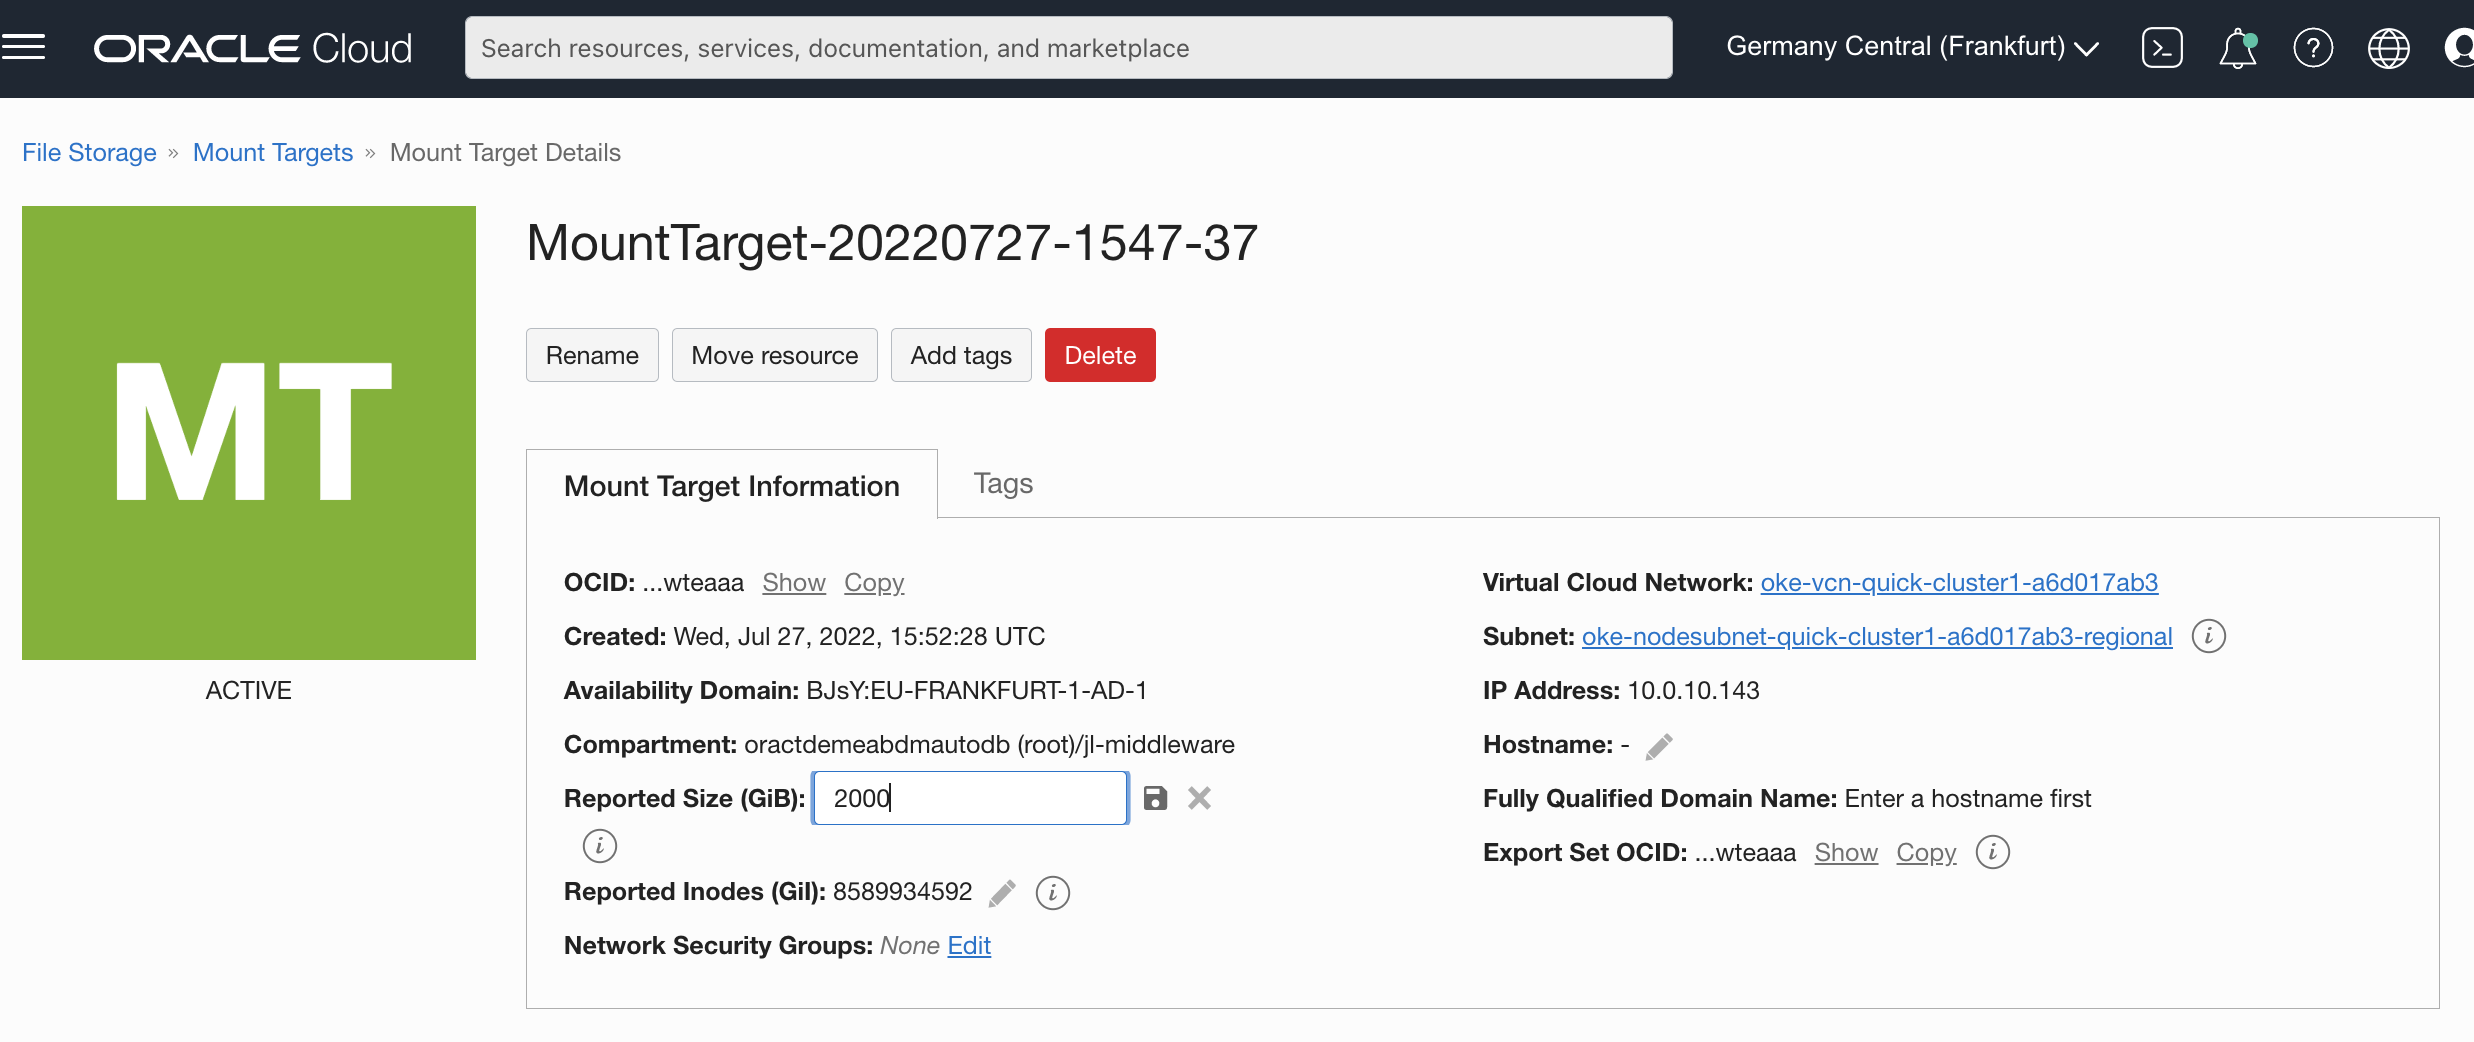 ORACLE Cloud
Search resources, services, documentation, and marketplace
Germany Central (Frankfurt)
File Storage » Mount Targets » Mount Target Details
MT
ACTIVE
MountTarget-20220727-1547-37
Rename Move resource Add tags Delete
Mount Target Information Tags
OCID: ...wteaaa Show Copy
Created: Wed, Jul 27, 2022, 15:52:28 UTC
Availability Domain: BJsY:EU-FRANKFURT-1-AD-1
Compartment: oractdemeabdmautodb (root)/jl-middleware
Reported Size (GiB): 2000
Reported Inodes (GiI): 8589934592
Network Security Groups: None Edit
Virtual Cloud Network: oke-vcn-quick-cluster1-a6d017ab3
Subnet: oke-nodesubnet-quick-cluster1-a6d017ab3-regional
IP Address: 10.0.10.143
Hostname: -
Fully Qualified Domain Name: Enter a hostname first
Export Set OCID: ...wteaaa Show Copy